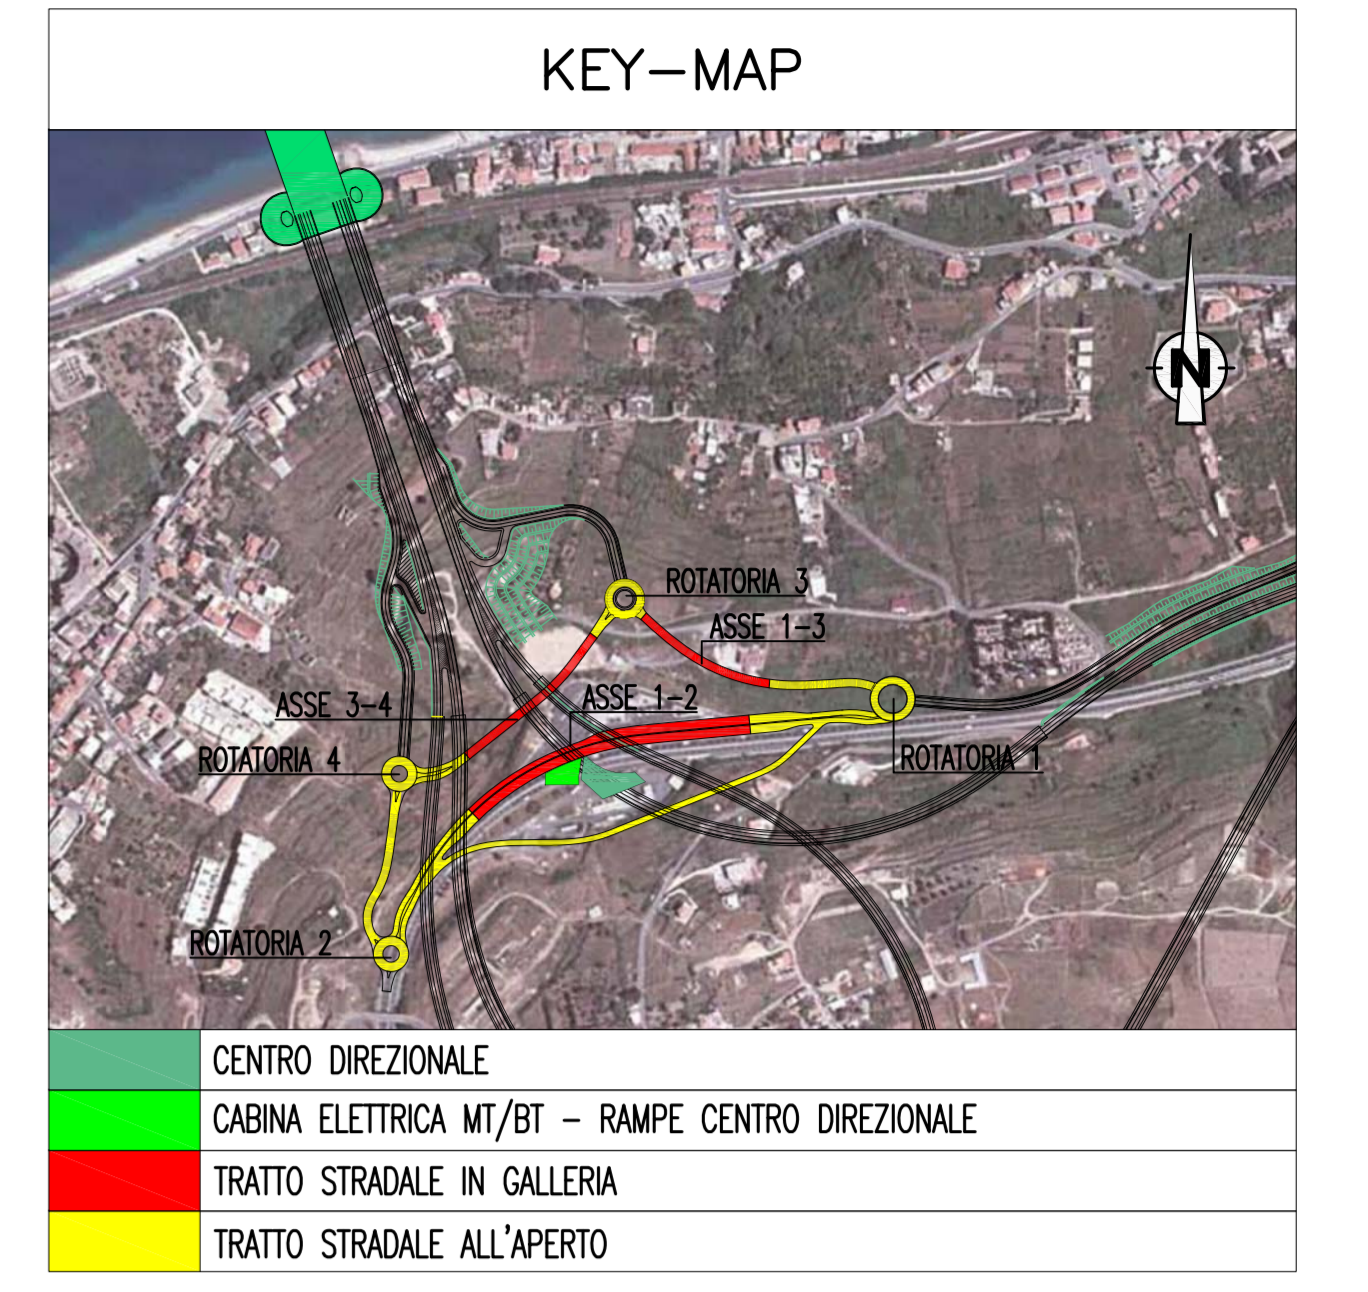 KEY-MAP
N
ROTATORIA 3
ASSE 1-3
ASSE 3-4
ASSE 1-2
ROTATORIA 4
ROTATORIA 1
ROTATORIA 2
CENTRO DIREZIONALE
CABINA ELETTRICA MT/BT - RAMPE CENTRO DIREZIONALE
TRATTO STRADALE IN GALLERIA
TRATTO STRADALE ALL'APERTO